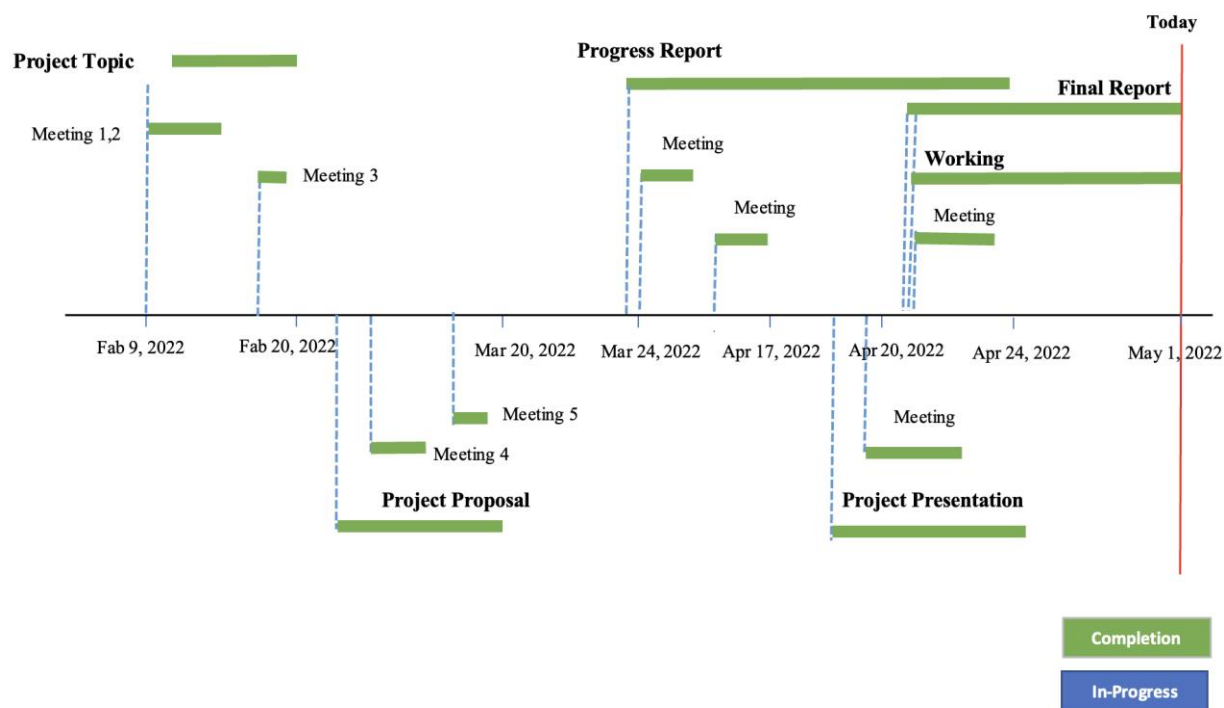 Today
Progress Report
Project Topic
Final Report
Meeting 1,2
Meeting
Working
Meeting 3
Meeting
Meeting
Fab 9, 2022
Fab 20, 2022
Mar 20, 2022
Mar 24, 2022
Apr 17, 2022
Apr 20, 2022
Apr 24, 2022
May 1, 2022
Meeting 5
Meeting
Meeting 4
Project Proposal
Project Presentation
Completion
In-Progress